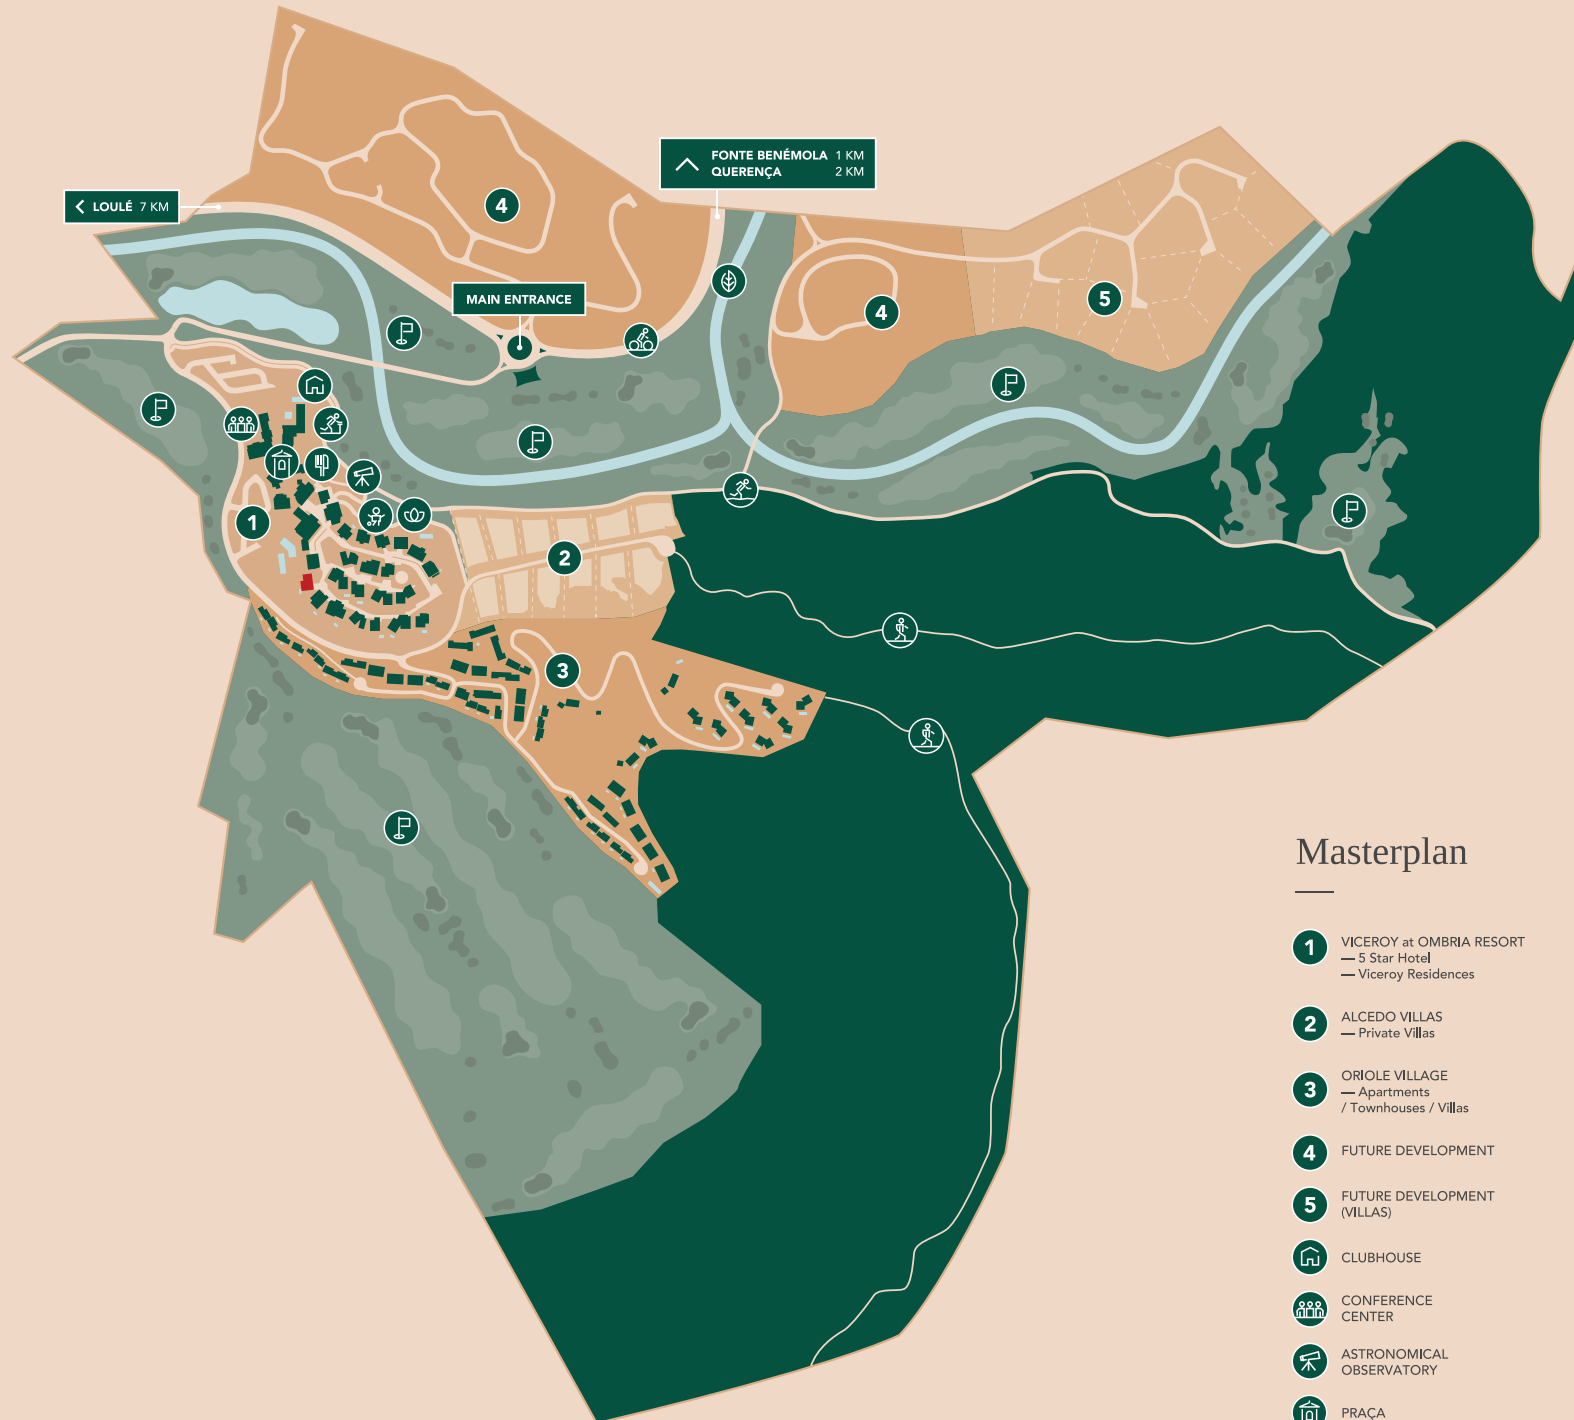 FONTE BENÉMOLA 1 KM
QUERENÇA 2 KM
LOULÉ 7 KM
4
MAIN ENTRANCE
5
4
1
2
3
Masterplan
1 VICEROY at OMBRIA RESORT
— 5 Star Hotel
— Viceroy Residences
2 ALCEDO VILLAS
— Private Villas
3 ORIOLE VILLAGE
— Apartments
/ Townhouses / Villas
4 FUTURE DEVELOPMENT
5 FUTURE DEVELOPMENT
(VILLAS)
CLUBHOUSE
CONFERENCE
CENTER
ASTRONOMICAL
OBSERVATORY
PRAÇA